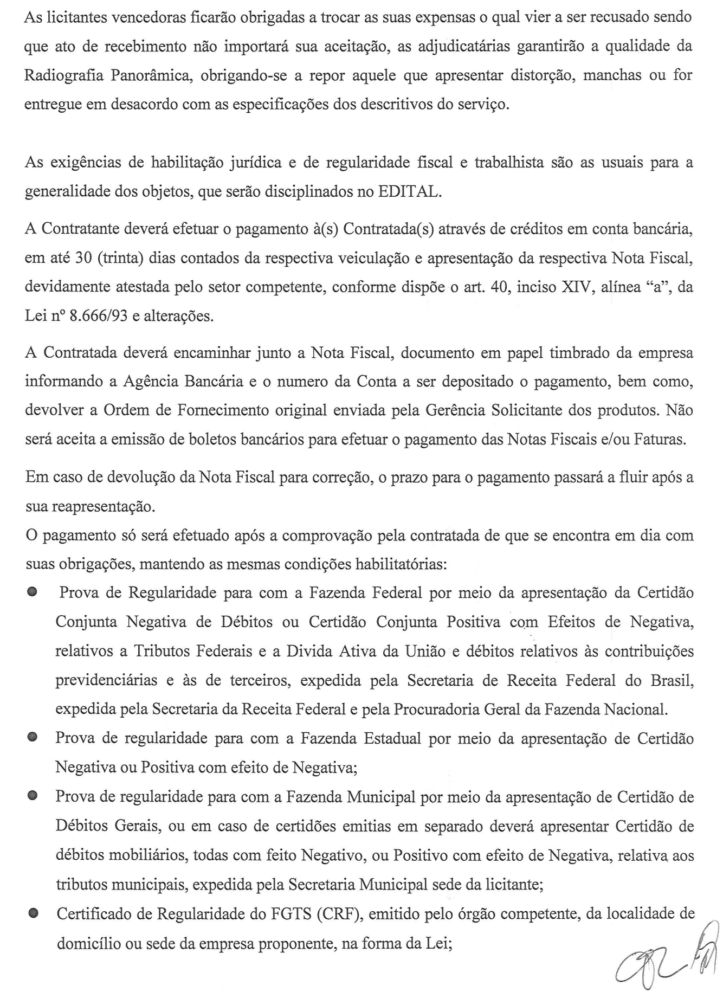 As licitantes vencedoras ficarão obrigadas a trocar as suas expensas o qual vier a ser recusado sendo
que ato de recebimento não importará sua aceitação, as adjudicatárias garantirão a qualidade da
Radiografia Panorâmica, obrigando-se a repor aquele que apresentar distorção, manchas ou for
entregue em desacordo com as especificações dos descritivos do serviço.
As exigências de habilitação jurídica e de regularidade fiscal e trabalhista são as usuais para a
generalidade dos objetos, que serão disciplinados no EDITAL.
A Contratante deverá efetuar o pagamento à(s) Contratada(s) através de créditos em conta bancária,
em até 30 (trinta) dias contados da respectiva veiculação e apresentação da respectiva Nota Fiscal,
devidamente atestada pelo setor competente, conforme dispõe o art. 40, inciso XIV, alínea “a”, da
Lei nº 8.666/93 e alterações.
A Contratada deverá encaminhar junto a Nota Fiscal, documento em papel timbrado da empresa
informando a Agência Bancária e o numero da Conta a ser depositado o pagamento, bem como,
devolver a Ordem de Fornecimento original enviada pela Gerência Solicitante dos produtos. Não
será aceita a emissão de boletos bancários para efetuar o pagamento das Notas Fiscais e/ou Faturas.
Em caso de devolução da Nota Fiscal para correção, o prazo para o pagamento passará a fluir após a
sua reapresentação.
O pagamento só será efetuado após a comprovação pela contratada de que se encontra em dia com
suas obrigações, mantendo as mesmas condições habilitatórias:
● Prova de Regularidade para com a Fazenda Federal por meio da apresentação da Certidão
Conjunta Negativa de Débitos ou Certidão Conjunta Positiva com Efeitos de Negativa,
relativos a Tributos Federais e a Divida Ativa da União e débitos relativos às contribuições
previdenciárias e às de terceiros, expedida pela Secretaria de Receita Federal do Brasil,
expedida pela Secretaria da Receita Federal e pela Procuradoria Geral da Fazenda Nacional.
● Prova de regularidade para com a Fazenda Estadual por meio da apresentação de Certidão
Negativa ou Positiva com efeito de Negativa;
● Prova de regularidade para com a Fazenda Municipal por meio da apresentação de Certidão de
Débitos Gerais, ou em caso de certidões emitias em separado deverá apresentar Certidão de
débitos mobiliários, todas com feito Negativo, ou Positivo com efeito de Negativa, relativa aos
tributos municipais, expedida pela Secretaria Municipal sede da licitante;
● Certificado de Regularidade do FGTS (CRF), emitido pelo órgão competente, da localidade de
domicílio ou sede da empresa proponente, na forma da Lei;